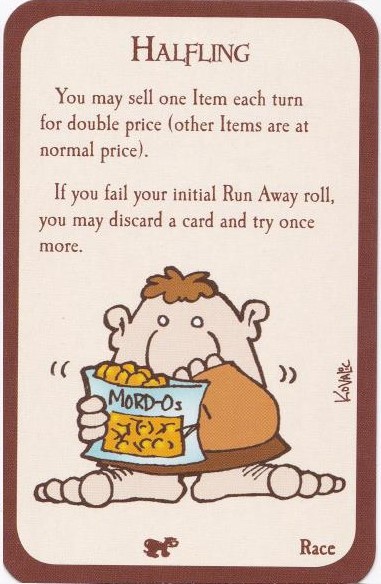 HALFLING
You may sell one Item each turn
for double price (other Items are at
normal price).
If you fail your initial Run Away roll,
you may discard a card and try once
more.
MORD-Os
KOVALIC
Race